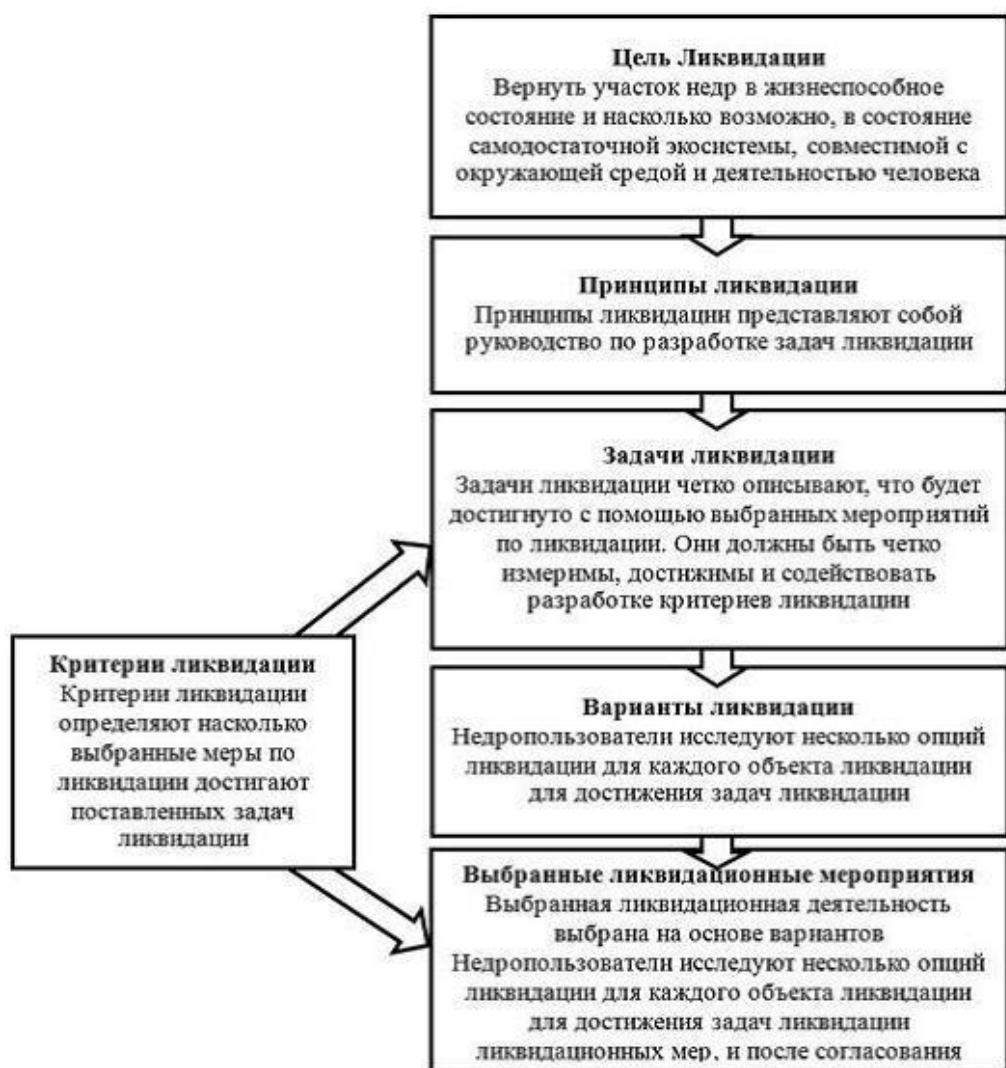 Цель Ликвидации
Вернуть участок недр в жизнеспособное
состояние и насколько возможно, в состояние
самодостаточной экосистемы, совместимой с
окружающей средой и деятельностью человека
Принципы ликвидации
Принципы ликвидации представляют собой
руководство по разработке задач ликвидации
Задачи ликвидации
Задачи ликвидации четко описывают, что будет
достигнуто с помощью выбранных мероприятий
по ликвидации. Они должны быть четко
измеримы, достижимы и содействовать
разработке критериев ликвидации
Критерии ликвидации
Критерии ликвидации
определяют насколько
выбранные меры по
ликвидации достигают
поставленных задач
ликвидации
Варианты ликвидации
Недропользователи исследуют несколько опций
ликвидации для каждого объекта ликвидации
для достижения задач ликвидации
Выбранные ликвидационные мероприятия
Выбранная ликвидационная деятельность
выбрана на основе вариантов
Недропользователи исследуют несколько опций
ликвидации для каждого объекта ликвидации
для достижения задач ликвидации
ликвидационных мер, и после согласования